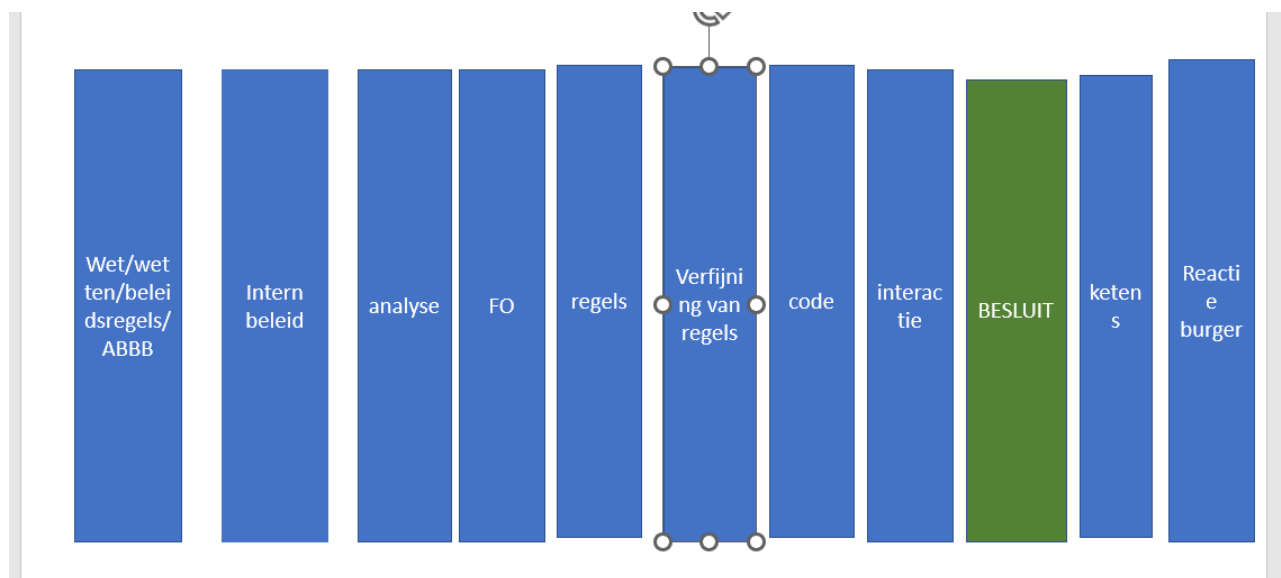 Wet/wet
ten/belei
dsregels/
ABBB
Intern
beleid
analyse
FO
regels
Verfijni
ng van
regels
code
interac
tie
BESLUIT
keten
s
Reacti
e
burger